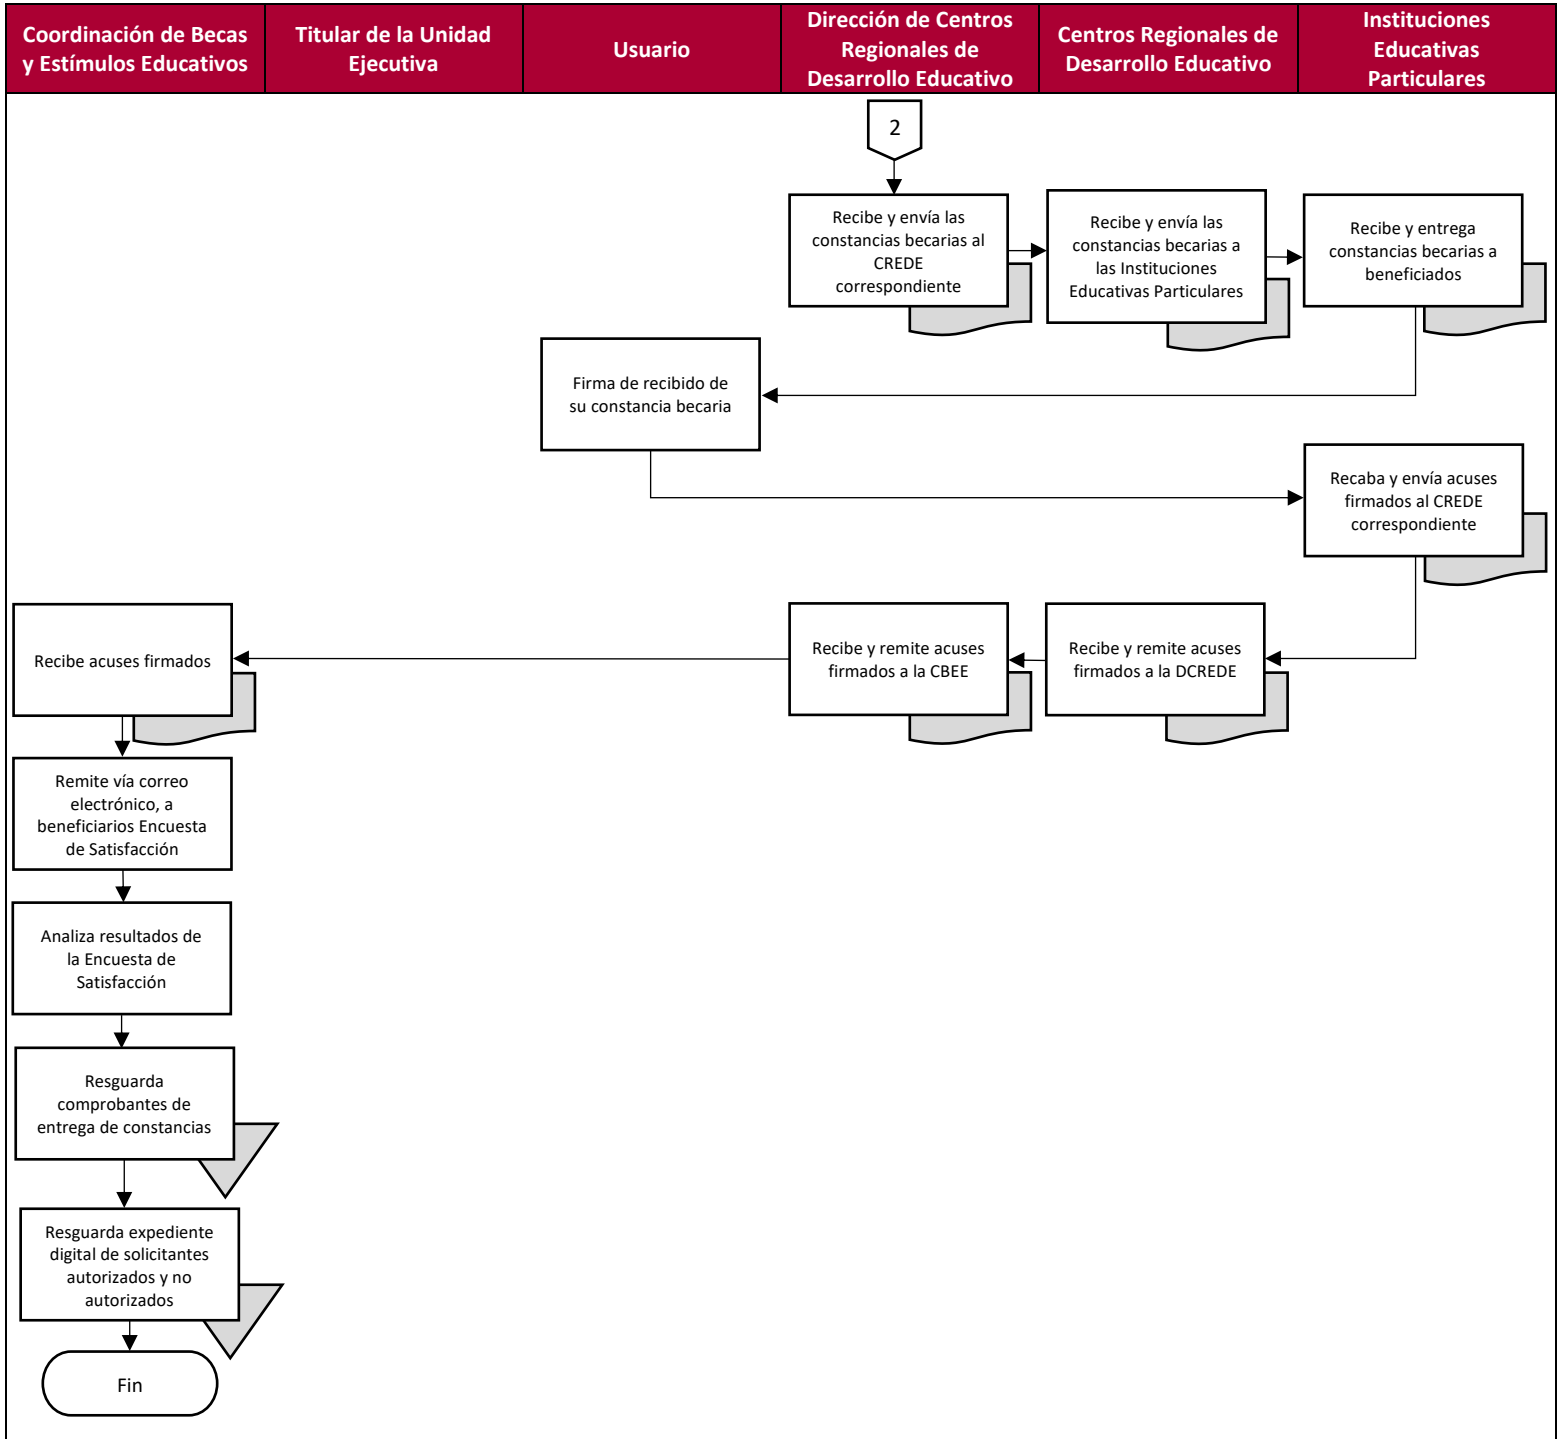 Coordinación de Becas
y Estímulos Educativos
Titular de la Unidad
Ejecutiva
Usuario
Dirección de Centros
Regionales de
Desarrollo Educativo
Centros Regionales de
Desarrollo Educativo
Instituciones
Educativas
Particulares
2
Recibe y envía las
constancias becarias al
CREDE
correspondiente
Recibe y envía las
constancias becarias a
las Instituciones
Educativas Particulares
Recibe y entrega
constancias becarias a
beneficiados
Firma de recibido de
su constancia becaria
Recaba y envía acuses
firmados al CREDE
correspondiente
Recibe acuses firmados
Recibe y remite acuses
firmados a la CBEE
Recibe y remite acuses
firmados a la DCREDE
Remite vía correo
electrónico, a
beneficiarios Encuesta
de Satisfacción
Analiza resultados de
la Encuesta de
Satisfacción
Resguarda
comprobantes de
entrega de constancias
Resguarda expediente
digital de solicitantes
autorizados y no
autorizados
Fin